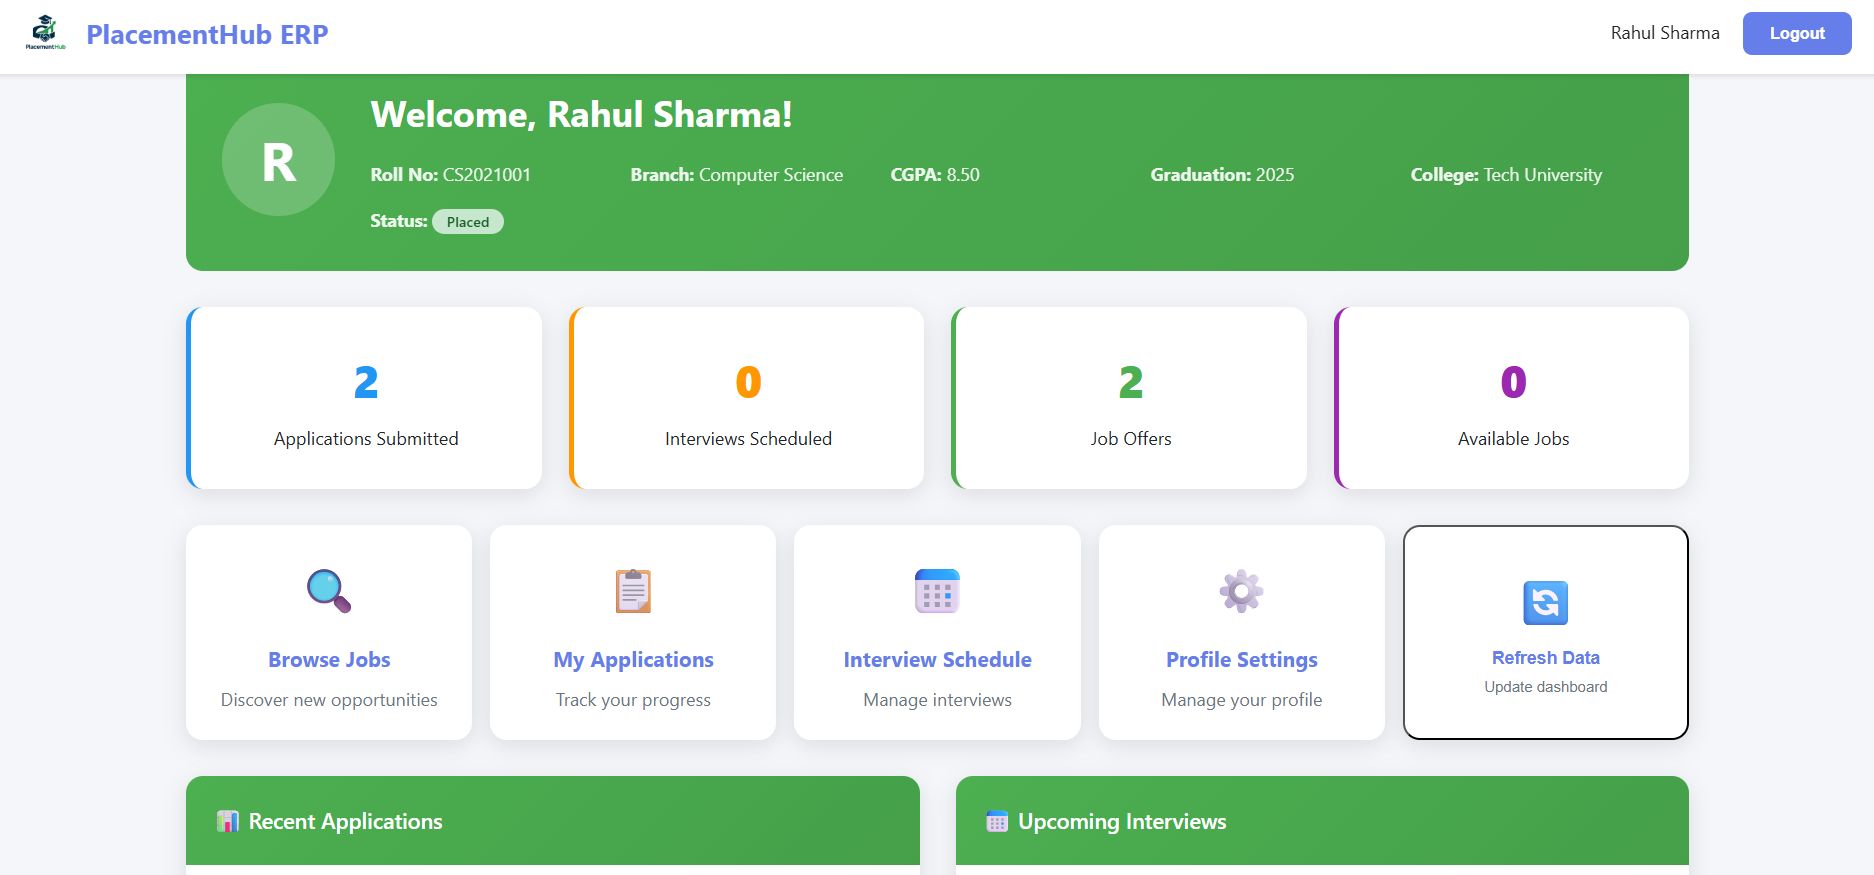 PlacementHub
PlacementHub ERP
Rahul Sharma
Logout
Welcome, Rahul Sharma!
R
Roll No: CS2021001
Branch: Computer Science
CGPA: 8.50
Graduation: 2025
College: Tech University
Status: Placed
2
Applications Submitted
0
Interviews Scheduled
2
Job Offers
0
Available Jobs
Browse Jobs
Discover new opportunities
My Applications
Track your progress
Interview Schedule
Manage interviews
Profile Settings
Manage your profile
Refresh Data
Update dashboard
Recent Applications
Upcoming Interviews